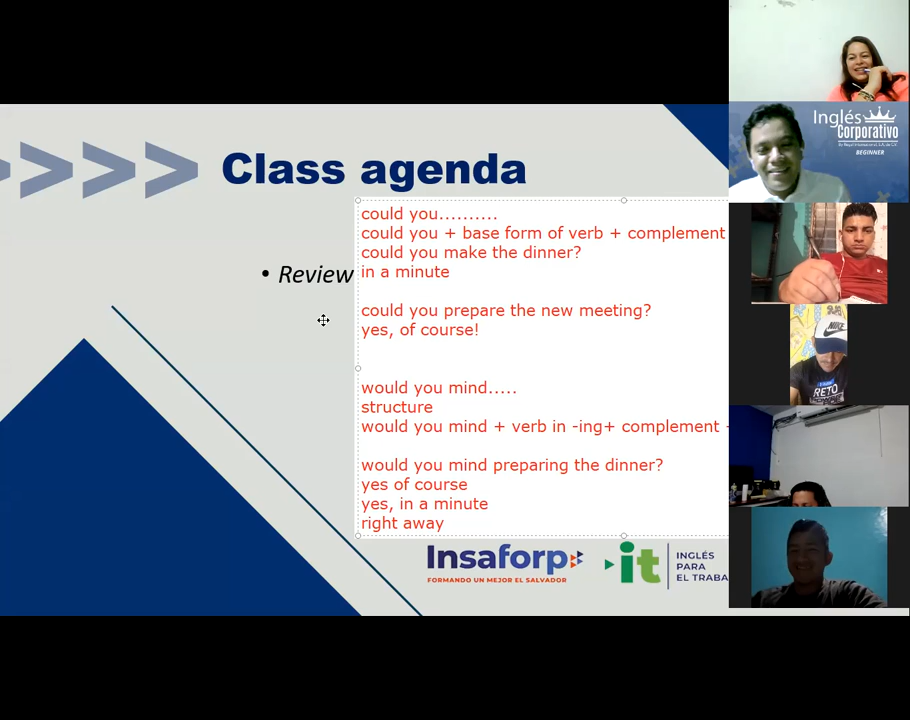 Class agenda
• Review
could you..........
could you + base form of verb + complement
could you make the dinner?
in a minute
could you prepare the new meeting?
yes, of course!
would you mind.....
structure
would you mind + verb in -ing+ complement
would you mind preparing the dinner?
yes of course
yes, in a minute
right away
Insaforp
FORMANDO UN MEJOR EL SALVADOR
it
INGLÉS
PARA
EL TRABA
Inglés
Corporativo
BEGINNER
NIKE
RETO